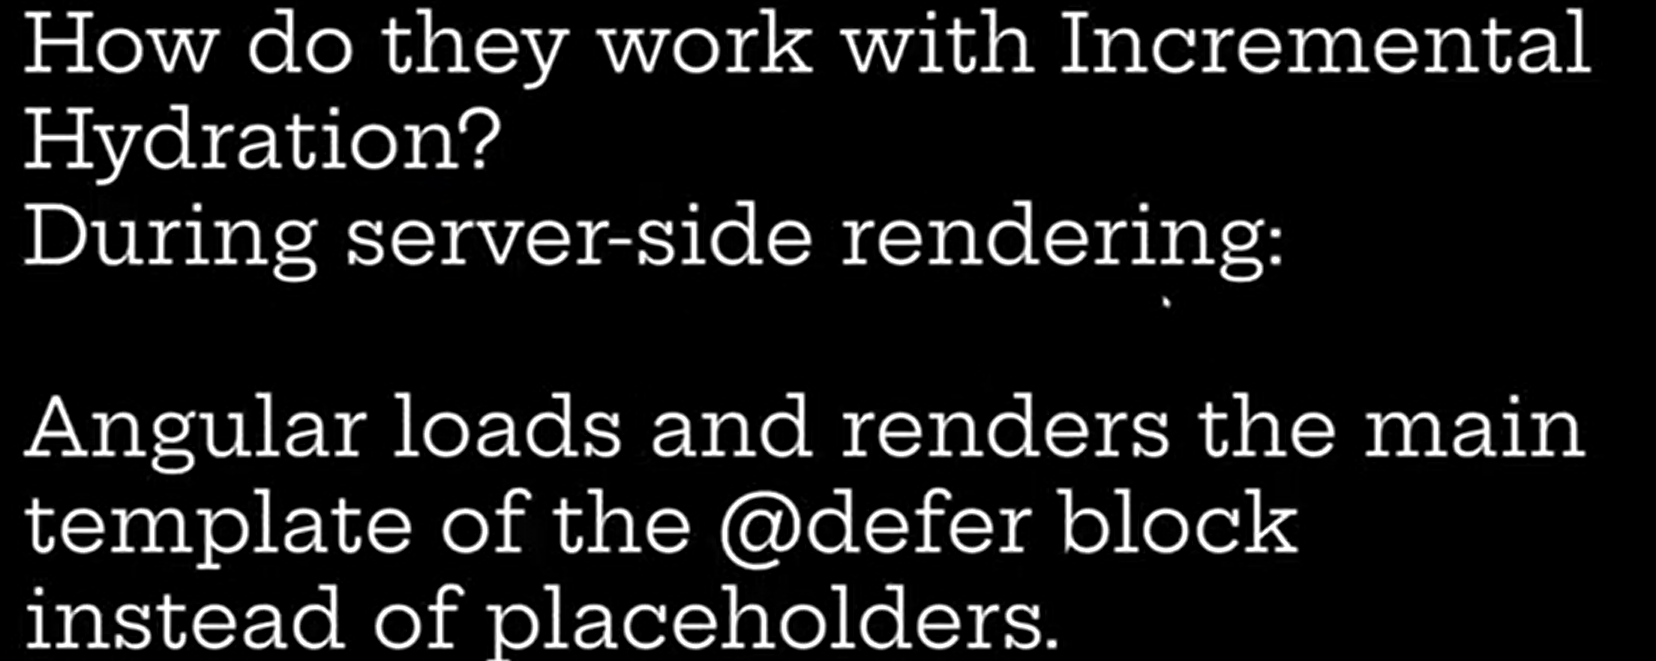 How do they work with Incremental
Hydration?
During server-side rendering:
Angular loads and renders the main
template of the @defer block
instead of placeholders.